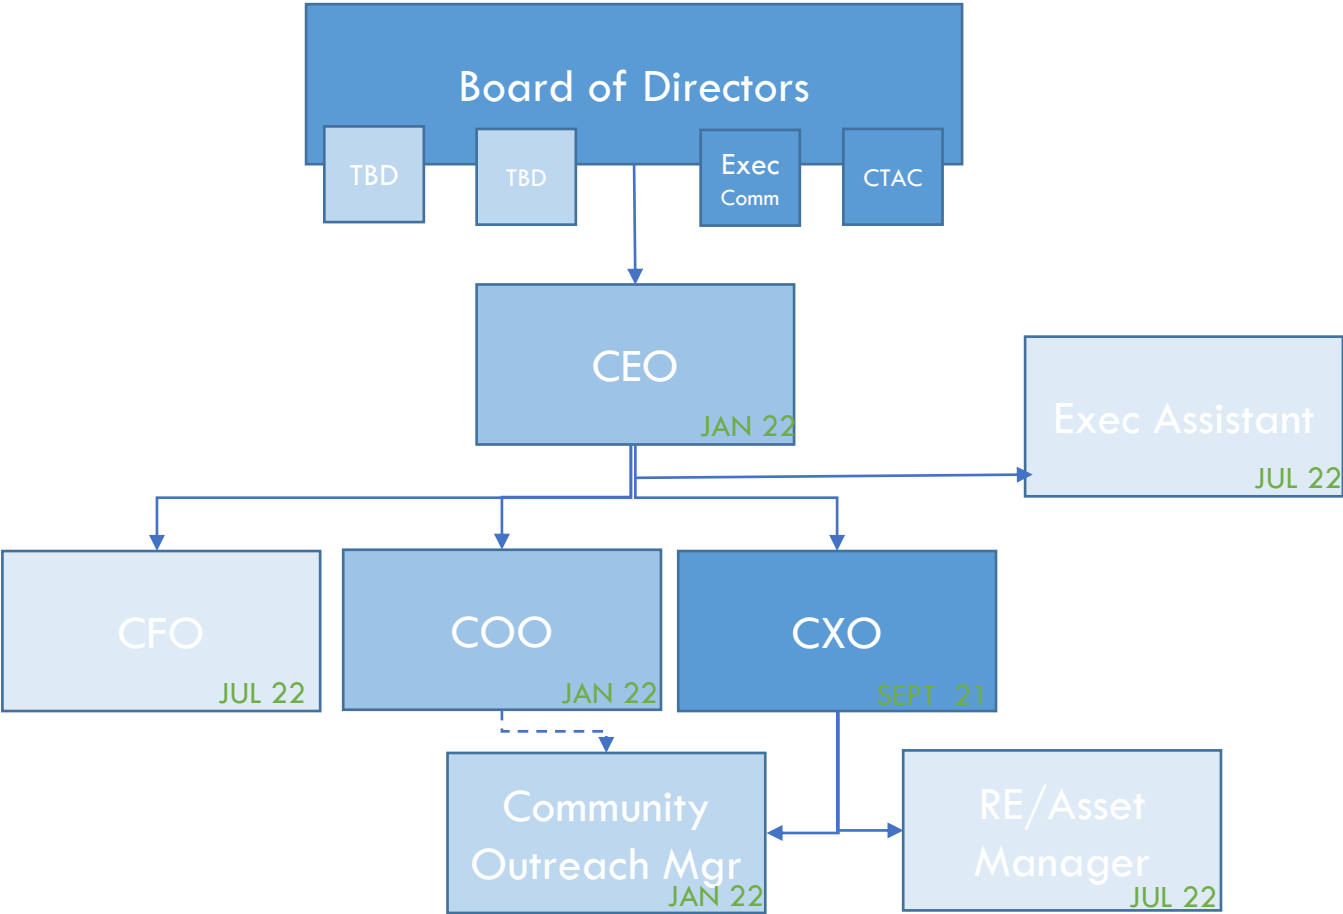 Board of Directors
TBD
TBD
Exec
Comm
CTAC
CEO
JAN 22
Exec Assistant
JUL 22
CFO
JUL 22
COO
JAN 22
CXO
SEPT 21
Community
Outreach Mgr
JAN 22
RE/Asset
Manager
JUL 22